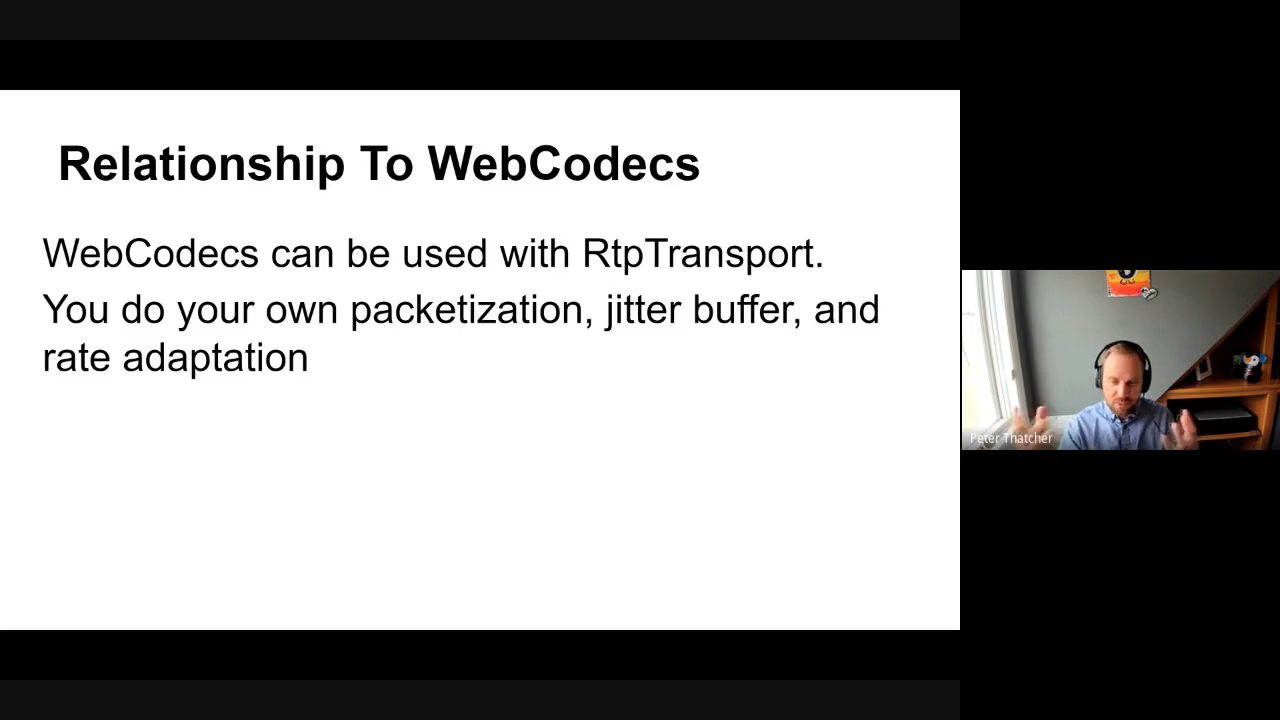 Relationship To WebCodecs
WebCodecs can be used with RtpTransport.
You do your own packetization, jitter buffer, and
rate adaptation
Peter Thatcher